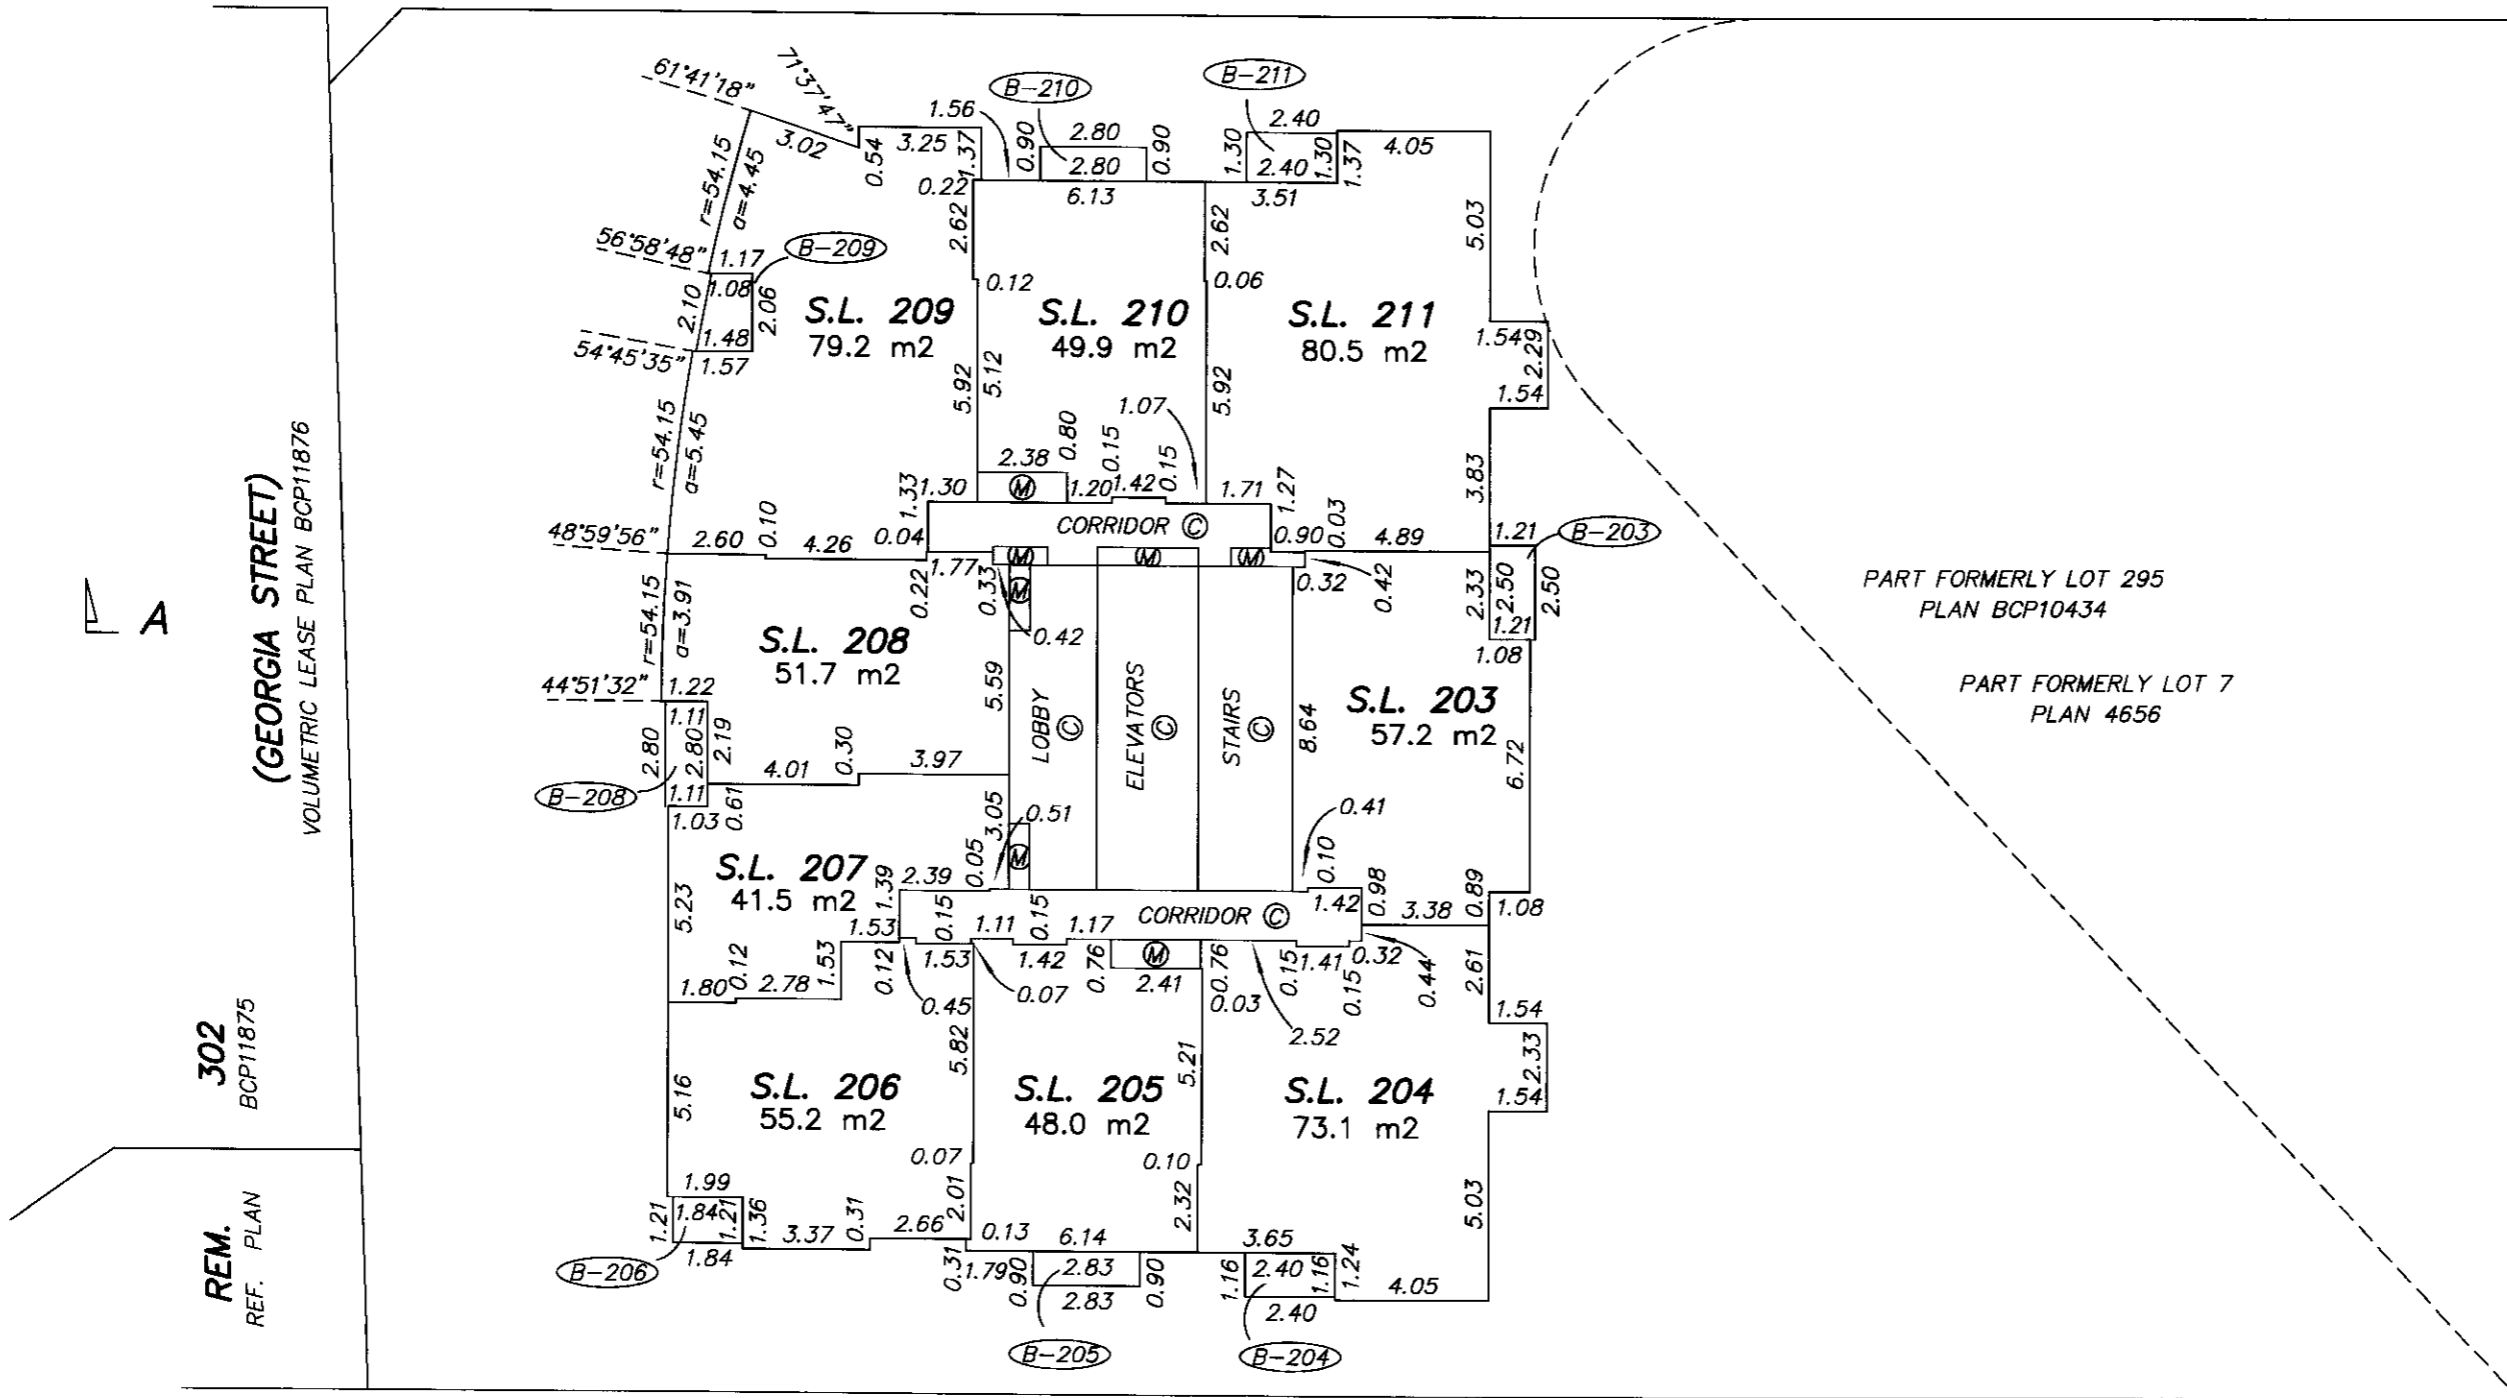 61°41'18"
71°37'47"
B-210
B-211
1.56
0.90
2.80
0.90
2.40
3.02
0.54
3.25
1.37
2.80
1.30
2.40
1.30
1.37
4.05
r=54.15
a=4.45
0.22
6.13
3.51
2.62
2.62
5.03
56°58'48"
1.17
B-209
1.08
2.10
2.06
0.12
0.06
S.L. 209
79.2 m2
S.L. 210
49.9 m2
S.L. 211
80.5 m2
1.48
54°45'35"
1.57
1.54
2.29
1.54
5.92
5.12
5.92
1.07
r=54.15
a=5.45
2.38
0.80
0.15
0.15
3.83
1.33
1.30
M
1.20
1.42
1.71
1.27
CORRIDOR C
48°59'56"
2.60
0.10
4.26
0.04
0.90
0.03
4.89
1.21
B-203
1.77
M
M
M
0.22
0.33
M
0.32
0.42
2.33
2.50
2.50
1.21
PART FORMERLY LOT 295
PLAN BCP10434
A
(GEORGIA STREET)
VOLUMETRIC LEASE PLAN BCP11876
r=54.15
a=3.91
S.L. 208
51.7 m2
0.42
1.08
44°51'32"
1.22
5.59
LOBBY C
ELEVATORS C
STAIRS C
8.64
S.L. 203
57.2 m2
PART FORMERLY LOT 7
PLAN 4656
1.11
2.80
2.80
2.19
6.72
4.01
0.30
3.97
B-208
1.11
1.03
0.61
3.05
0.51
0.41
S.L. 207
41.5 m2
5.23
1.39
2.39
0.05
M
0.10
1.42
0.98
3.38
0.89
1.08
1.53
0.15
1.11
0.15
1.17
CORRIDOR C
1.80
0.12
2.78
1.53
0.12
1.53
1.42
0.76
M
0.76
0.15
1.41
0.15
0.32
0.44
2.61
0.45
0.07
2.41
0.03
2.52
1.54
2.33
1.54
302
BCP11875
5.16
5.82
5.21
S.L. 206
55.2 m2
S.L. 205
48.0 m2
S.L. 204
73.1 m2
0.07
0.10
1.99
2.01
2.32
5.03
REM.
REF. PLAN
1.21
1.84
1.21
1.36
3.37
0.31
2.66
0.13
6.14
3.65
1.84
B-206
0.31
1.79
0.90
2.83
0.90
1.16
2.40
1.16
1.24
4.05
2.83
2.40
B-205
B-204